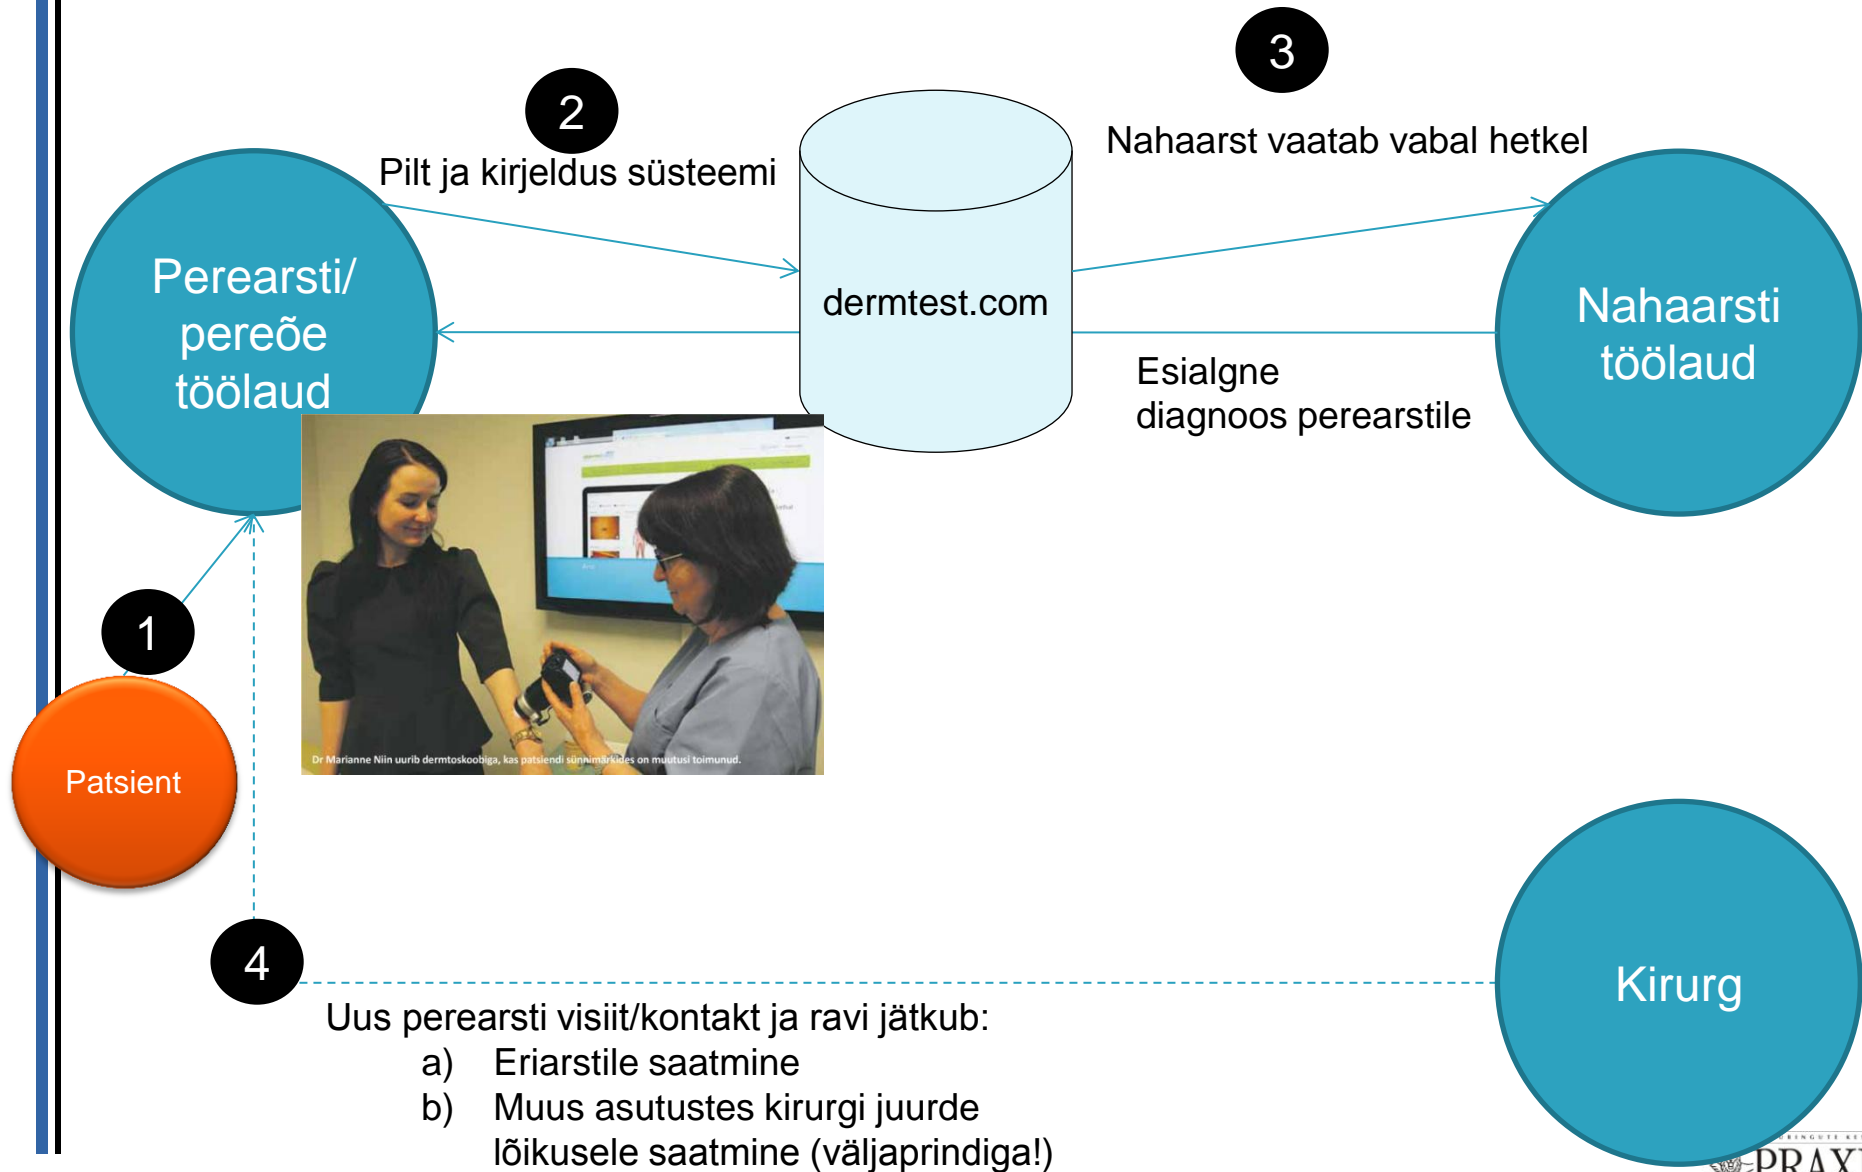 3
2
Nahaarst vaatab vabal hetkel
Pilt ja kirjeldus süsteemi
Perearsti/
pereõe
töölaud
dermtest.com
Nahaarsti
töölaud
Esialgne
diagnoos perearstile
1
Dr Marianne Niin uurib dermtoskoobiga, kas patsiendi sünnimärkides on muutusi toimunud.
Patsient
4
Kirurg
Uus perearsti visiit/kontakt ja ravi jätkub:
a) Eriarstile saatmine
b) Muus asutustes kirurgi juurde
lõikusele saatmine (väljaprindiga!)